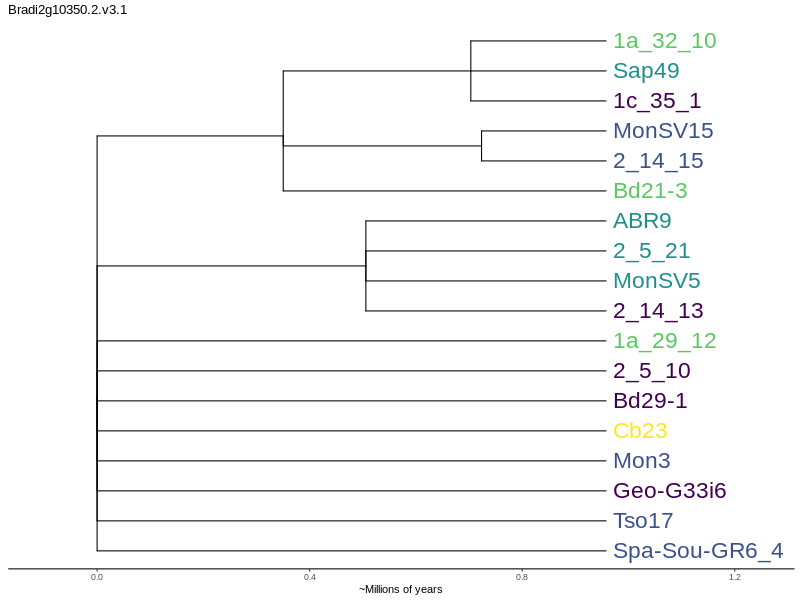 Bradi2g10350.2.v3.1
1a_32_10
Sap49
1c_35_1
MonSV15
2_14_15
Bd21-3
ABR9
2_5_21
MonSV5
2_14_13
1a_29_12
2_5_10
Bd29-1
Cb23
Mon3
Geo-G33i6
Tso17
Spa-Sou-GR6_4
0.0 0.4 0.8 1.2
~Millions of years